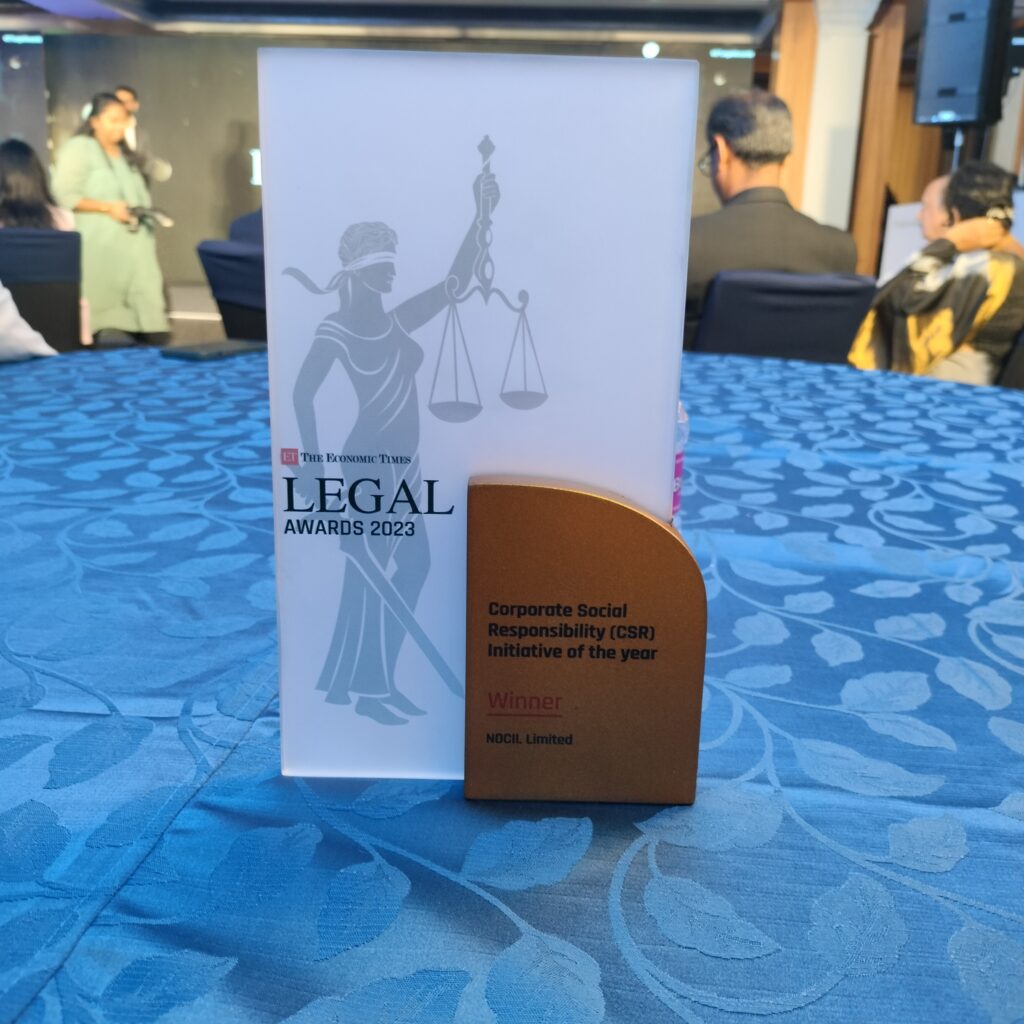 ET THE ECONOMIC TIMES
LEGAL
AWARDS 2023
Corporate Social
Responsibility (CSR)
Initiative of the year
Winner
NOCIL Limited